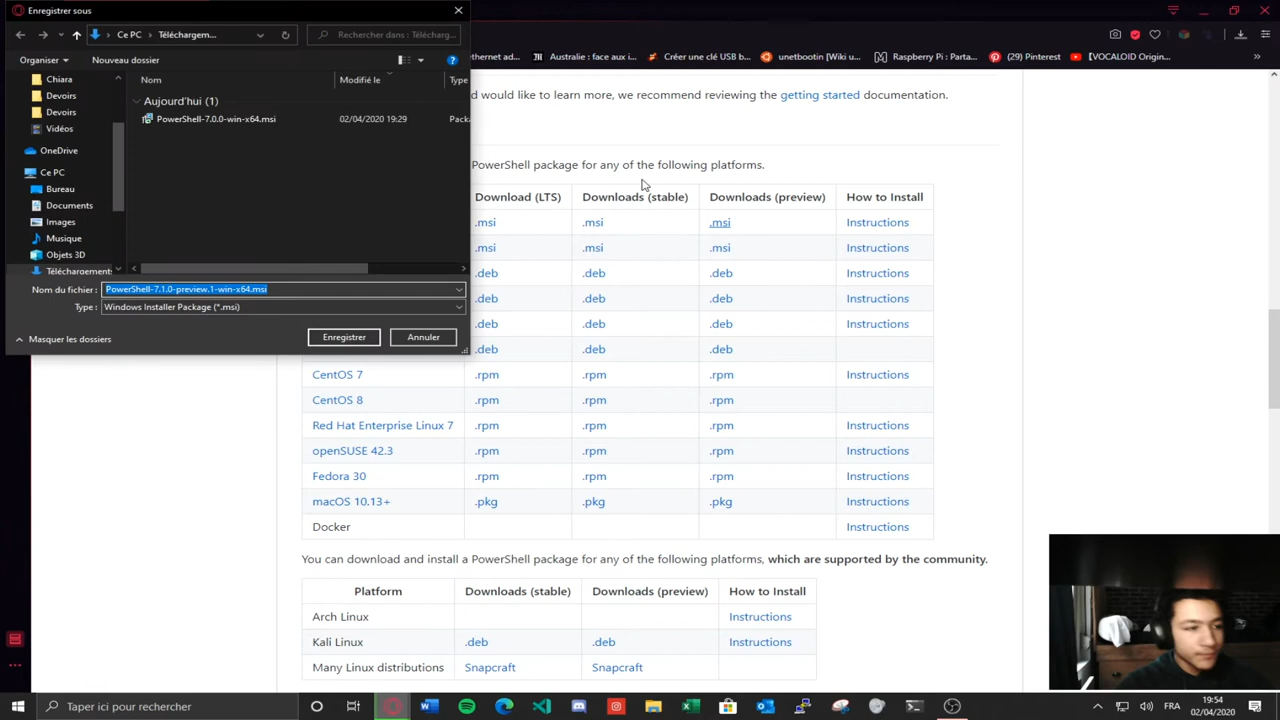 Enregistrer sous
Ce PC
Téléchargem...
Rechercher dans : Télécharg...
Organiser
Nouveau dossier
Chiara
Devoirs
Devoirs
Vidéos
OneDrive
Ce PC
Bureau
Documents
Images
Musique
Objets 3D
Téléchargements
Nom
Modifié le
Type
Aujourd'hui (1)
PowerShell-7.0.0-win-x64.msi
02/04/2020 19:29
Packa
Nom du fichier :
PowerShell-7.1.0-preview.1-win-x64.msi
Type :
Windows Installer Package (*.msi)
Masquer les dossiers
Enregistrer
Annuler
ethernet ad...
Australie : face aux i...
Créer une clé USB b...
unetbootin [Wiki u...
Raspberry Pi : Parta...
(29) Pinterest
【VOCALOID Origin...
d would like to learn more, we recommend reviewing the getting started documentation.
PowerShell package for any of the following platforms.
Download (LTS) Downloads (stable) Downloads (preview) How to Install
.msi .msi .msi Instructions
.msi .msi .msi Instructions
.deb .deb .deb Instructions
.deb .deb .deb Instructions
.deb .deb .deb Instructions
.deb .deb .deb
CentOS 7 .rpm .rpm .rpm Instructions
CentOS 8 .rpm .rpm .rpm
Red Hat Enterprise Linux 7 .rpm .rpm .rpm Instructions
openSUSE 42.3 .rpm .rpm .rpm Instructions
Fedora 30 .rpm .rpm .rpm Instructions
macOS 10.13+ .pkg .pkg .pkg Instructions
Docker Instructions
You can download and install a PowerShell package for any of the following platforms, which are supported by the community.
Platform Downloads (stable) Downloads (preview) How to Install
Arch Linux Instructions
Kali Linux .deb .deb Instructions
Many Linux distributions Snapcraft Snapcraft
Taper ici pour rechercher
FRA
19:54
02/04/2020